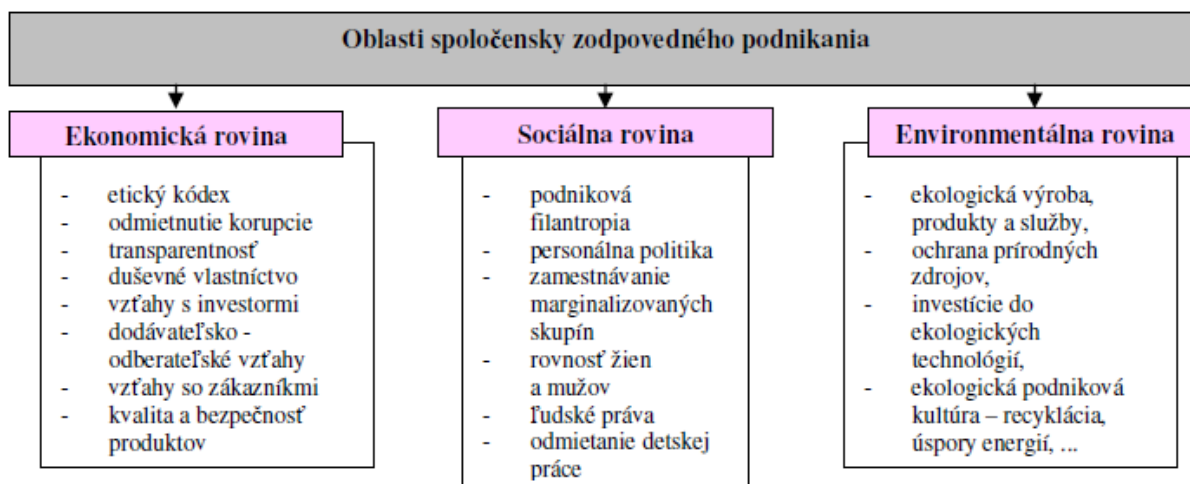 Oblasti spoločensky zodpovedného podnikania
Ekonomická rovina
- etický kódex
- odmietnutie korupcie
- transparentnosť
- duševné vlastníctvo
- vzťahy s investormi
- dodávateľsko -
odberateľské vzťahy
- vzťahy so zákazníkmi
- kvalita a bezpečnosť
produktov
Sociálna rovina
- podniková
filantropia
- personálna politika
- zamestnávanie
marginalizovaných
skupín
- rovnosť žien
a mužov
- ľudské práva
- odmietanie detskej
práce
Environmentálna rovina
- ekologická výroba,
produkty a služby,
- ochrana prírodných
zdrojov,
- investície do
ekologických
technológií,
- ekologická podniková
kultúra – recyklácia,
úspory energií, ...